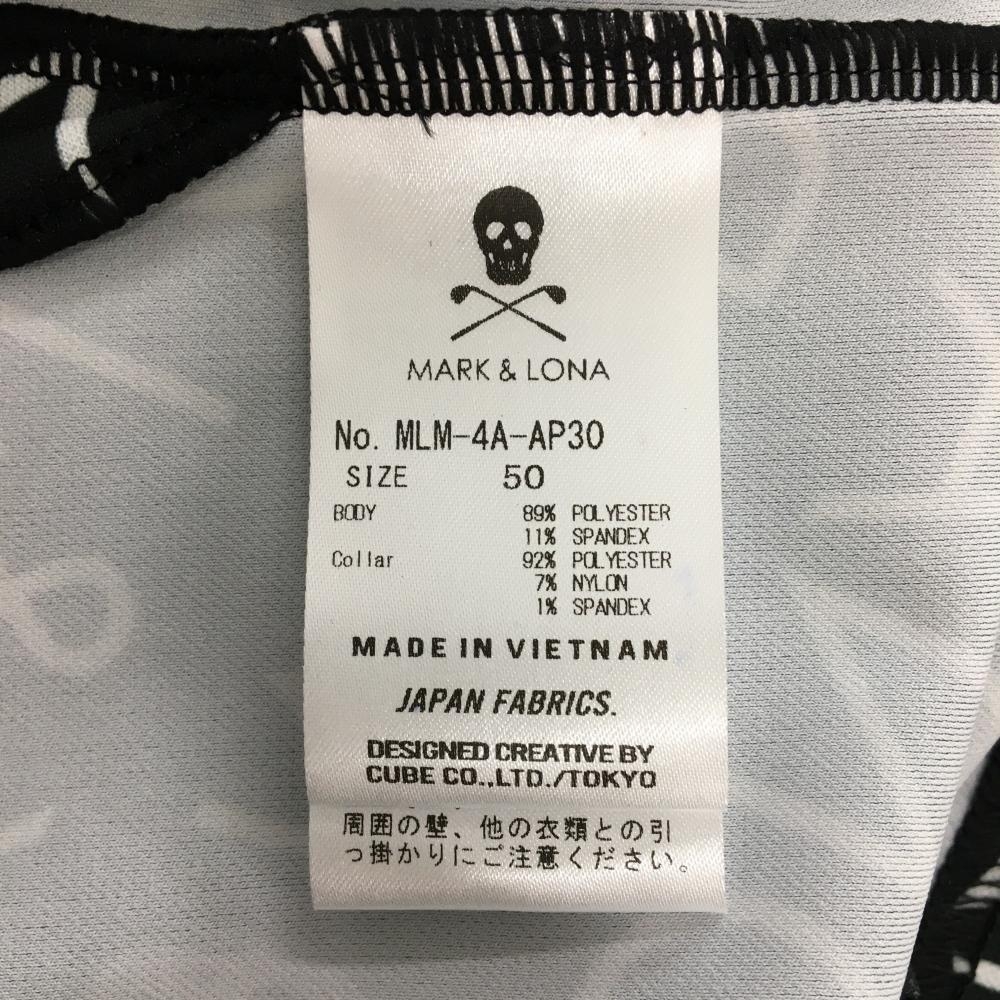 MARK & LONA
No. MLM-4A-AP30
SIZE 50
BODY 89% POLYESTER
11% SPANDEX
Collar 92% POLYESTER
7% NYLON
1% SPANDEX
MADE IN VIETNAM
JAPAN FABRICS.
DESIGNED CREATIVE BY
CUBE CO.,LTD./TOKYO
周囲の壁、他の衣類との引
っ掛かりにご注意ください。